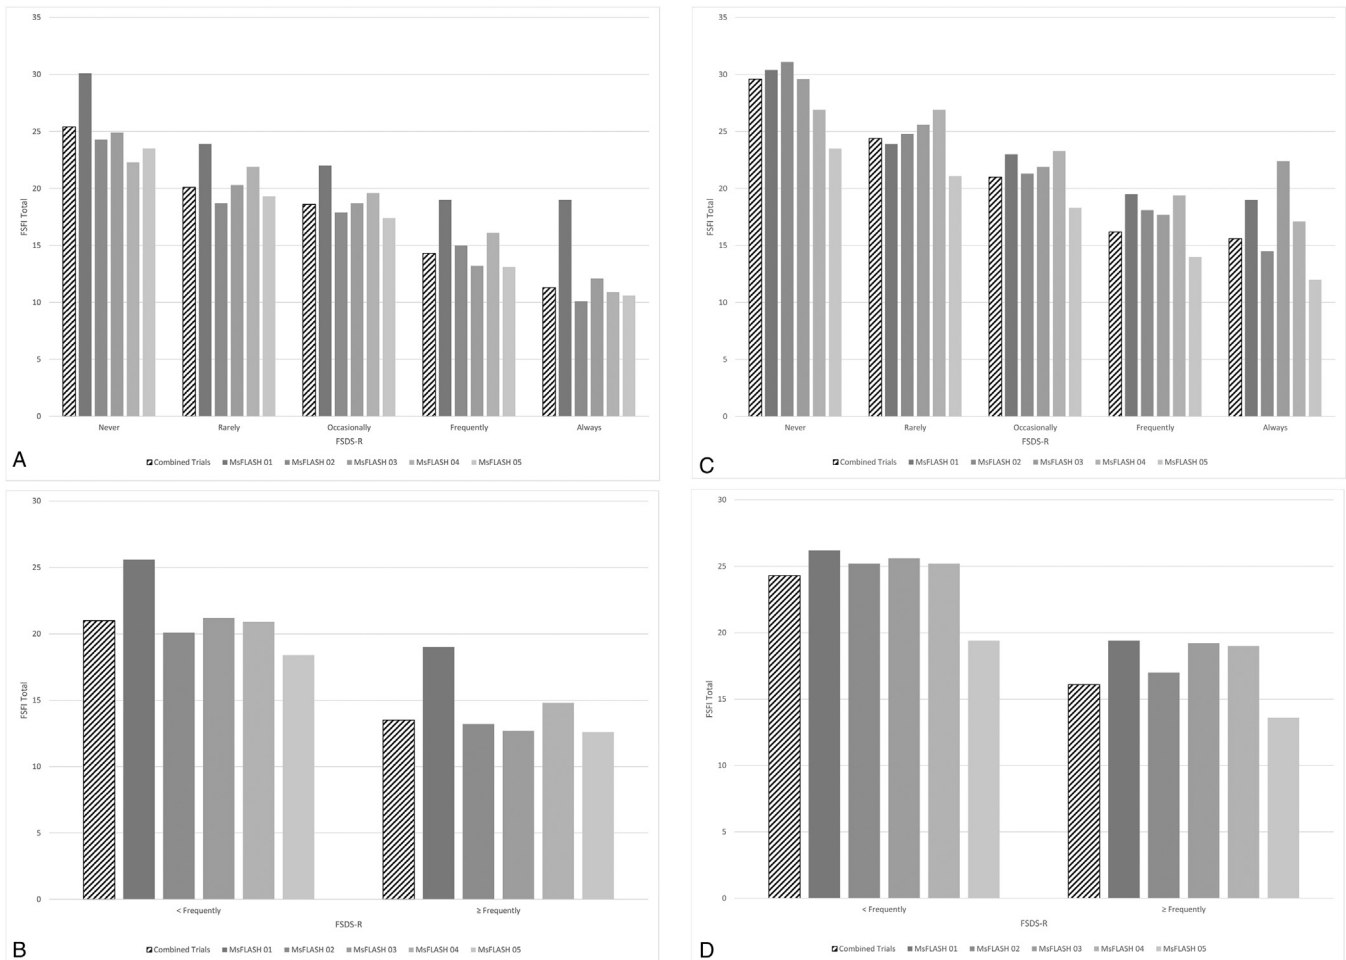 35
30
25
20
15
10
5
0
FSFI Total
Never Rarely Occasionally Frequently Always
FSDS-R
Combined Trials MsFLASH 01 MsFLASH 02 MsFLASH 03 MsFLASH 04 MsFLASH 05
A
30
25
20
15
10
5
0
FSFI Total
< Frequently ≥ Frequently
FSDS-R
Combined Trials MsFLASH 01 MsFLASH 02 MsFLASH 03 MsFLASH 04 MsFLASH 05
B
35
30
25
20
15
10
5
0
FSFI Total
Never Rarely Occasionally Frequently Always
FSDS-R
Combined Trials MsFLASH 01 MsFLASH 02 MsFLASH 03 MsFLASH 04 MsFLASH 05
C
30
25
20
15
10
5
0
FSFI Total
< Frequently ≥ Frequently
FSDS-R
Combined Trials MsFLASH 01 MsFLASH 02 MsFLASH 03 MsFLASH 04 MsFLASH 05
D